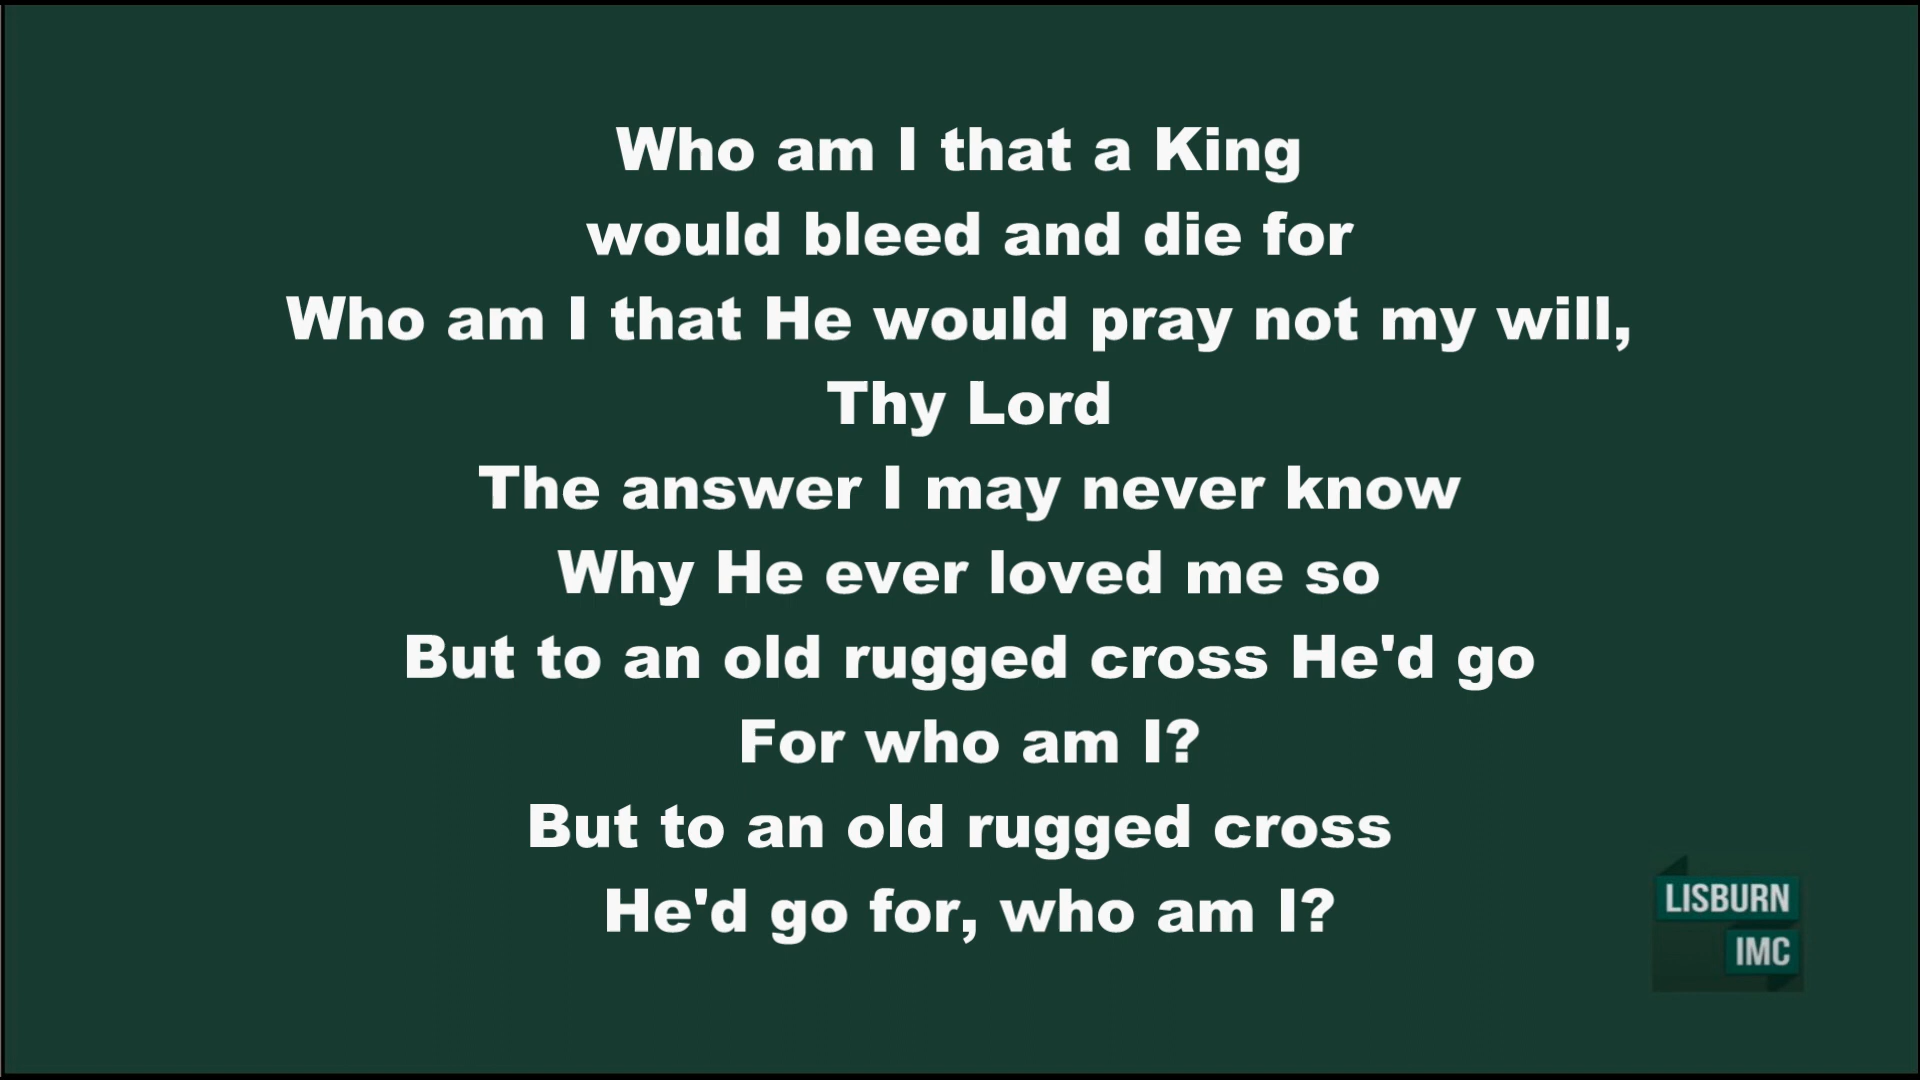 Who am I that a King
would bleed and die for
Who am I that He would pray not my will,
Thy Lord
The answer I may never know
Why He ever loved me so
But to an old rugged cross He'd go
For who am I?
But to an old rugged cross
He'd go for, who am I?
LISBURN
IMC